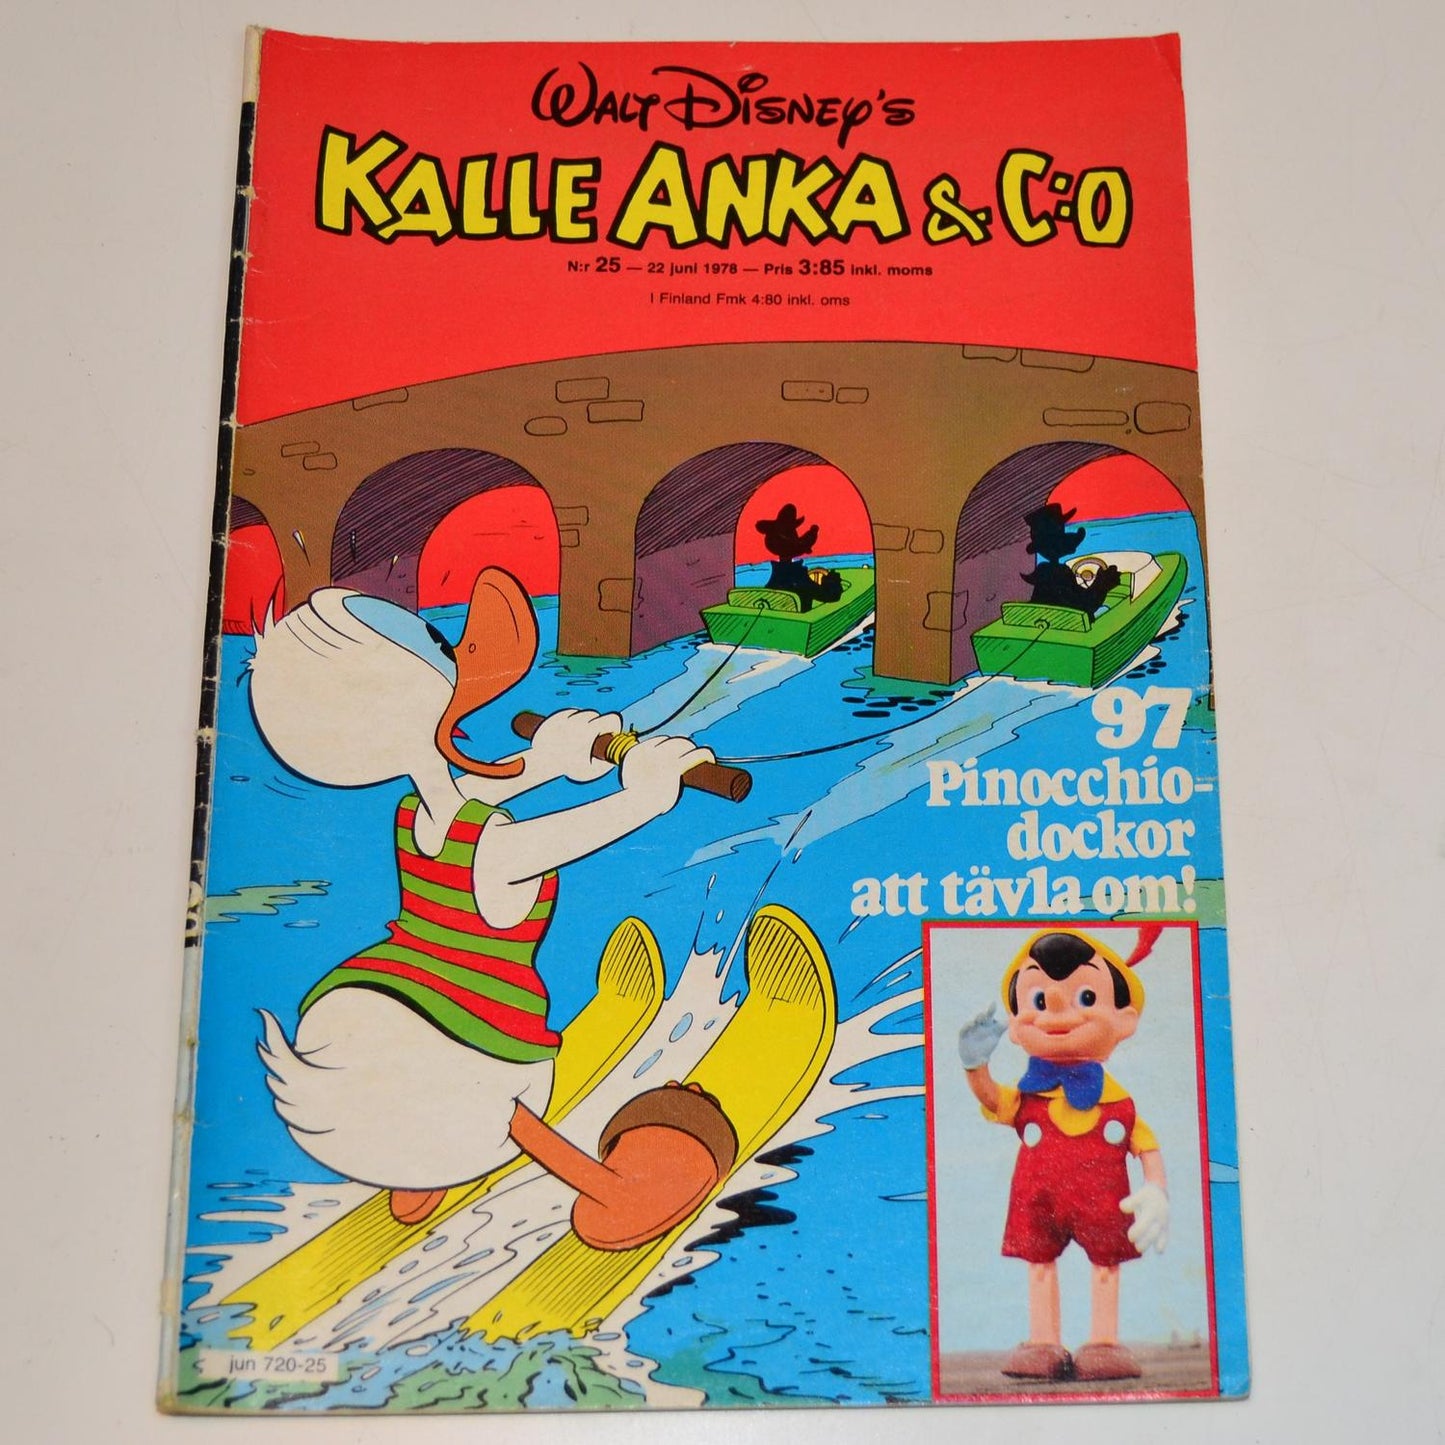 WALT DISNEY'S
KALLE ANKA & C:O
N:r 25 — 22 juni 1978 — Pris 3:85 inkl. moms
I Finland Fmk 4:80 inkl. oms
97
Pinocchio-
dockor
att tävla om!
jun 720-25